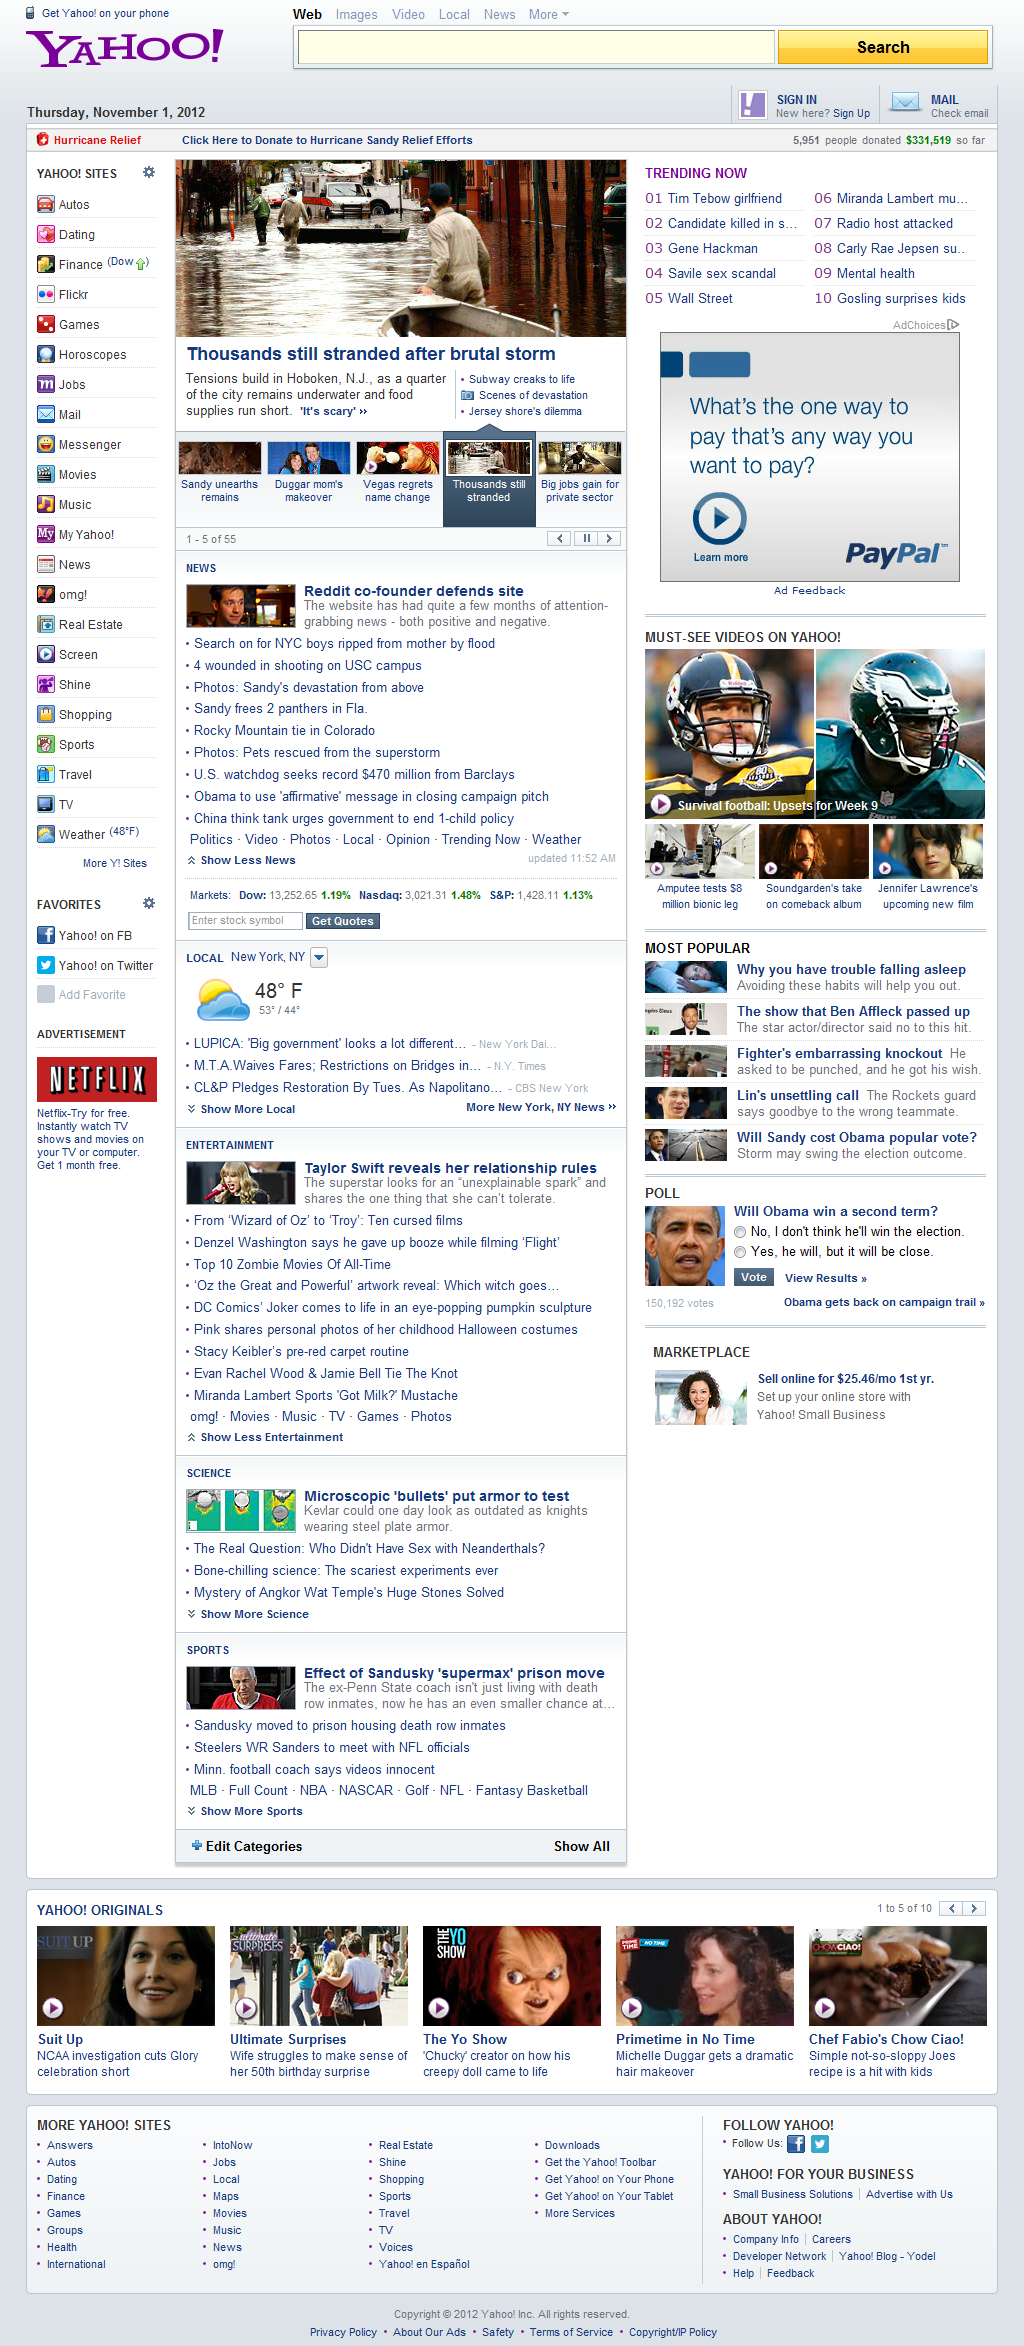 Get Yahoo! on your phone
YAHOO!
Web Images Video Local News More
Search
Thursday, November 1, 2012
SIGN IN
New here? Sign Up
MAIL
Check email
Hurricane Relief
Click Here to Donate to Hurricane Sandy Relief Efforts
5,951 people donated $331,519 so far
YAHOO! SITES
Autos
Dating
Finance (Dow)
Flickr
Games
Horoscopes
Jobs
Mail
Messenger
Movies
Music
My Yahoo!
News
omg!
Real Estate
Screen
Shine
Shopping
Sports
Travel
TV
Weather (48°F)
More Y! Sites
FAVORITES
Yahoo! on FB
Yahoo! on Twitter
Add Favorite
ADVERTISEMENT
NETFLIX
Netflix-Try for free.
Instantly watch TV
shows and movies on
your TV or computer.
Get 1 month free.
Thousands still stranded after brutal storm
Tensions build in Hoboken, N.J., as a quarter
of the city remains underwater and food
supplies run short. 'It's scary' »
• Subway creaks to life
Scenes of devastation
• Jersey shore's dilemma
Sandy unearths
remains
Duggar mom's
makeover
Vegas regrets
name change
Thousands still
stranded
Big jobs gain for
private sector
1 - 5 of 55
NEWS
Reddit co-founder defends site
The website has had quite a few months of attention-
grabbing news - both positive and negative.
• Search on for NYC boys ripped from mother by flood
• 4 wounded in shooting on USC campus
• Photos: Sandy's devastation from above
• Sandy frees 2 panthers in Fla.
• Rocky Mountain tie in Colorado
• Photos: Pets rescued from the superstorm
• U.S. watchdog seeks record $470 million from Barclays
• Obama to use 'affirmative' message in closing campaign pitch
• China think tank urges government to end 1-child policy
Politics · Video · Photos · Local · Opinion · Trending Now · Weather
Show Less News
updated 11:52 AM
Markets: Dow: 13,252.65 1.19% Nasdaq: 3,021.31 1.48% S&P: 1,428.11 1.13%
Enter stock symbol
Get Quotes
LOCAL New York, NY
48° F
53° / 44°
• LUPICA: 'Big government' looks a lot different... - New York Dai...
• M.T.A.Waives Fares; Restrictions on Bridges in... - N.Y. Times
• CL&P Pledges Restoration By Tues. As Napolitano... - CBS New York
Show More Local
More New York, NY News »
ENTERTAINMENT
Taylor Swift reveals her relationship rules
The superstar looks for an “unexplainable spark” and
shares the one thing that she can’t tolerate.
• From ‘Wizard of Oz’ to ‘Troy’: Ten cursed films
• Denzel Washington says he gave up booze while filming ‘Flight’
• Top 10 Zombie Movies Of All-Time
• ‘Oz the Great and Powerful’ artwork reveal: Which witch goes...
• DC Comics’ Joker comes to life in an eye-popping pumpkin sculpture
• Pink shares personal photos of her childhood Halloween costumes
• Stacy Keibler’s pre-red carpet routine
• Evan Rachel Wood & Jamie Bell Tie The Knot
• Miranda Lambert Sports 'Got Milk?' Mustache
omg! · Movies · Music · TV · Games · Photos
Show Less Entertainment
SCIENCE
Microscopic 'bullets' put armor to test
Kevlar could one day look as outdated as knights
wearing steel plate armor.
• The Real Question: Who Didn't Have Sex with Neanderthals?
• Bone-chilling science: The scariest experiments ever
• Mystery of Angkor Wat Temple's Huge Stones Solved
Show More Science
SPORTS
Effect of Sandusky 'supermax' prison move
The ex-Penn State coach isn't just living with death
row inmates, now he has an even smaller chance at...
• Sandusky moved to prison housing death row inmates
• Steelers WR Sanders to meet with NFL officials
• Minn. football coach says videos innocent
MLB · Full Count · NBA · NASCAR · Golf · NFL · Fantasy Basketball
Show More Sports
Edit Categories
Show All
TRENDING NOW
01 Tim Tebow girlfriend
02 Candidate killed in s...
03 Gene Hackman
04 Savile sex scandal
05 Wall Street
06 Miranda Lambert mu...
07 Radio host attacked
08 Carly Rae Jepsen su...
09 Mental health
10 Gosling surprises kids
AdChoices
What's the one way to
pay that's any way you
want to pay?
Learn more
PayPal™
Ad Feedback
MUST-SEE VIDEOS ON YAHOO!
Survival football: Upsets for Week 9
Amputee tests $8
million bionic leg
Soundgarden's take
on comeback album
Jennifer Lawrence's
upcoming new film
MOST POPULAR
Why you have trouble falling asleep
Avoiding these habits will help you out.
The show that Ben Affleck passed up
The star actor/director said no to this hit.
Fighter's embarrassing knockout He
asked to be punched, and he got his wish.
Lin's unsettling call The Rockets guard
says goodbye to the wrong teammate.
Will Sandy cost Obama popular vote?
Storm may swing the election outcome.
POLL
Will Obama win a second term?
No, I don't think he'll win the election.
Yes, he will, but it will be close.
Vote
View Results »
150,192 votes
Obama gets back on campaign trail »
MARKETPLACE
Sell online for $25.46/mo 1st yr.
Set up your online store with
Yahoo! Small Business
YAHOO! ORIGINALS
1 to 5 of 10
SUIT UP
Suit Up
NCAA investigation cuts Glory
celebration short
ultimate
SURPRISES
Ultimate Surprises
Wife struggles to make sense of
her 50th birthday surprise
THE YO SHOW
The Yo Show
'Chucky' creator on how his
creepy doll came to life
PRIME TIME IN NO TIME
Primetime in No Time
Michelle Duggar gets a dramatic
hair makeover
CHOW CIAO!
Chef Fabio's Chow Ciao!
Simple not-so-sloppy Joes
recipe is a hit with kids
MORE YAHOO! SITES
• Answers
• Autos
• Dating
• Finance
• Games
• Groups
• Health
• International
• IntoNow
• Jobs
• Local
• Maps
• Movies
• Music
• News
• omg!
• Real Estate
• Shine
• Shopping
• Sports
• Travel
• TV
• Voices
• Yahoo! en Español
• Downloads
• Get the Yahoo! Toolbar
• Get Yahoo! on Your Phone
• Get Yahoo! on Your Tablet
• More Services
FOLLOW YAHOO!
• Follow Us:
YAHOO! FOR YOUR BUSINESS
• Small Business Solutions | Advertise with Us
ABOUT YAHOO!
• Company Info | Careers
• Developer Network | Yahoo! Blog - Yodel
• Help | Feedback
Copyright © 2012 Yahoo! Inc. All rights reserved.
Privacy Policy • About Our Ads • Safety • Terms of Service • Copyright/IP Policy